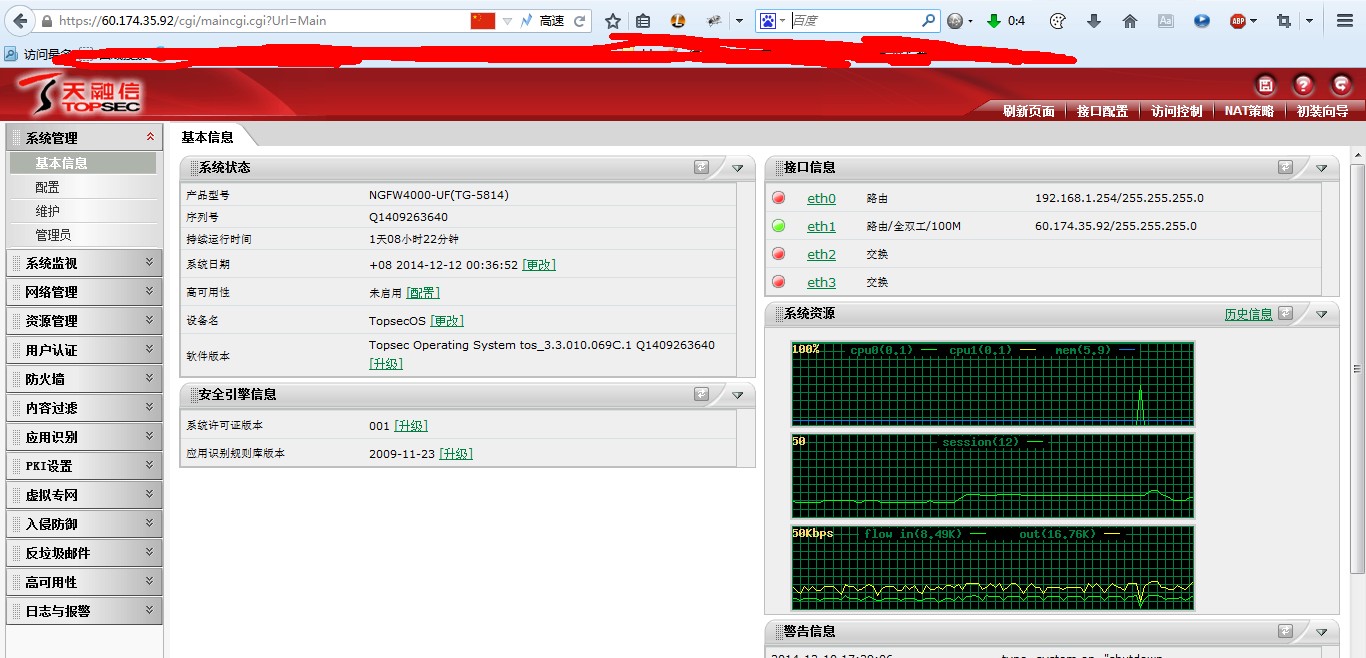 https://60.174.35.92/cgi/maincgi.cgi?Url=Main
高速
百度
0:4
Aa
ABP
访问最
天融信
TOPSEC
刷新页面
接口配置
访问控制
NAT策略
初装向导
系统管理
基本信息
配置
维护
管理员
系统监视
网络管理
资源管理
用户认证
防火墙
内容过滤
应用识别
PKI设置
虚拟专网
入侵防御
反垃圾邮件
高可用性
日志与报警
基本信息
系统状态
产品型号 NGFW4000-UF(TG-5814)
序列号 Q1409263640
持续运行时间 1天08小时22分钟
系统日期 +08 2014-12-12 00:36:52 [更改]
高可用性 未启用 [配置]
设备名 TopsecOS [更改]
软件版本 Topsec Operating System tos_3.3.010.069C.1 Q1409263640
[升级]
安全引擎信息
系统许可证版本 001 [升级]
应用识别规则库版本 2009-11-23 [升级]
接口信息
eth0 路由 192.168.1.254/255.255.255.0
eth1 路由/全双工/100M 60.174.35.92/255.255.255.0
eth2 交换
eth3 交换
系统资源 历史信息
100% cpu0(0.1) cpu1(0.1) mem(5.9)
50 session(12)
50Kbps flow in(8.49K) out(16.76K)
警告信息